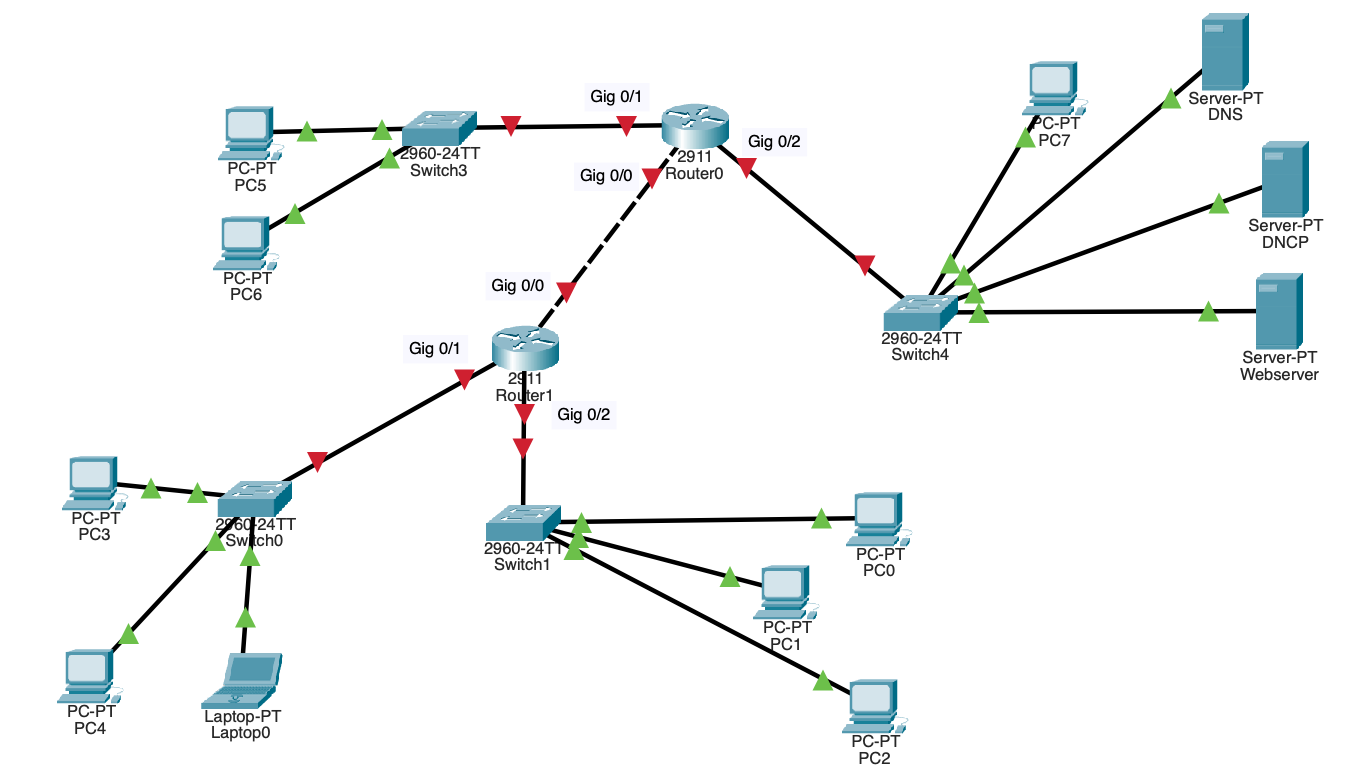 Server-PT
DNS
PC-PT
PC7
Gig 0/1
Gig 0/2
2911
Router0
Gig 0/0
2960-24TT
Switch3
PC-PT
PC5
PC-PT
PC6
Server-PT
DNCP
Gig 0/0
2960-24TT
Switch4
Server-PT
Webserver
Gig 0/1
2911
Router1
Gig 0/2
PC-PT
PC3
2960-24TT
Switch0
2960-24TT
Switch1
PC-PT
PC0
PC-PT
PC1
PC-PT
PC4
Laptop-PT
Laptop0
PC-PT
PC2